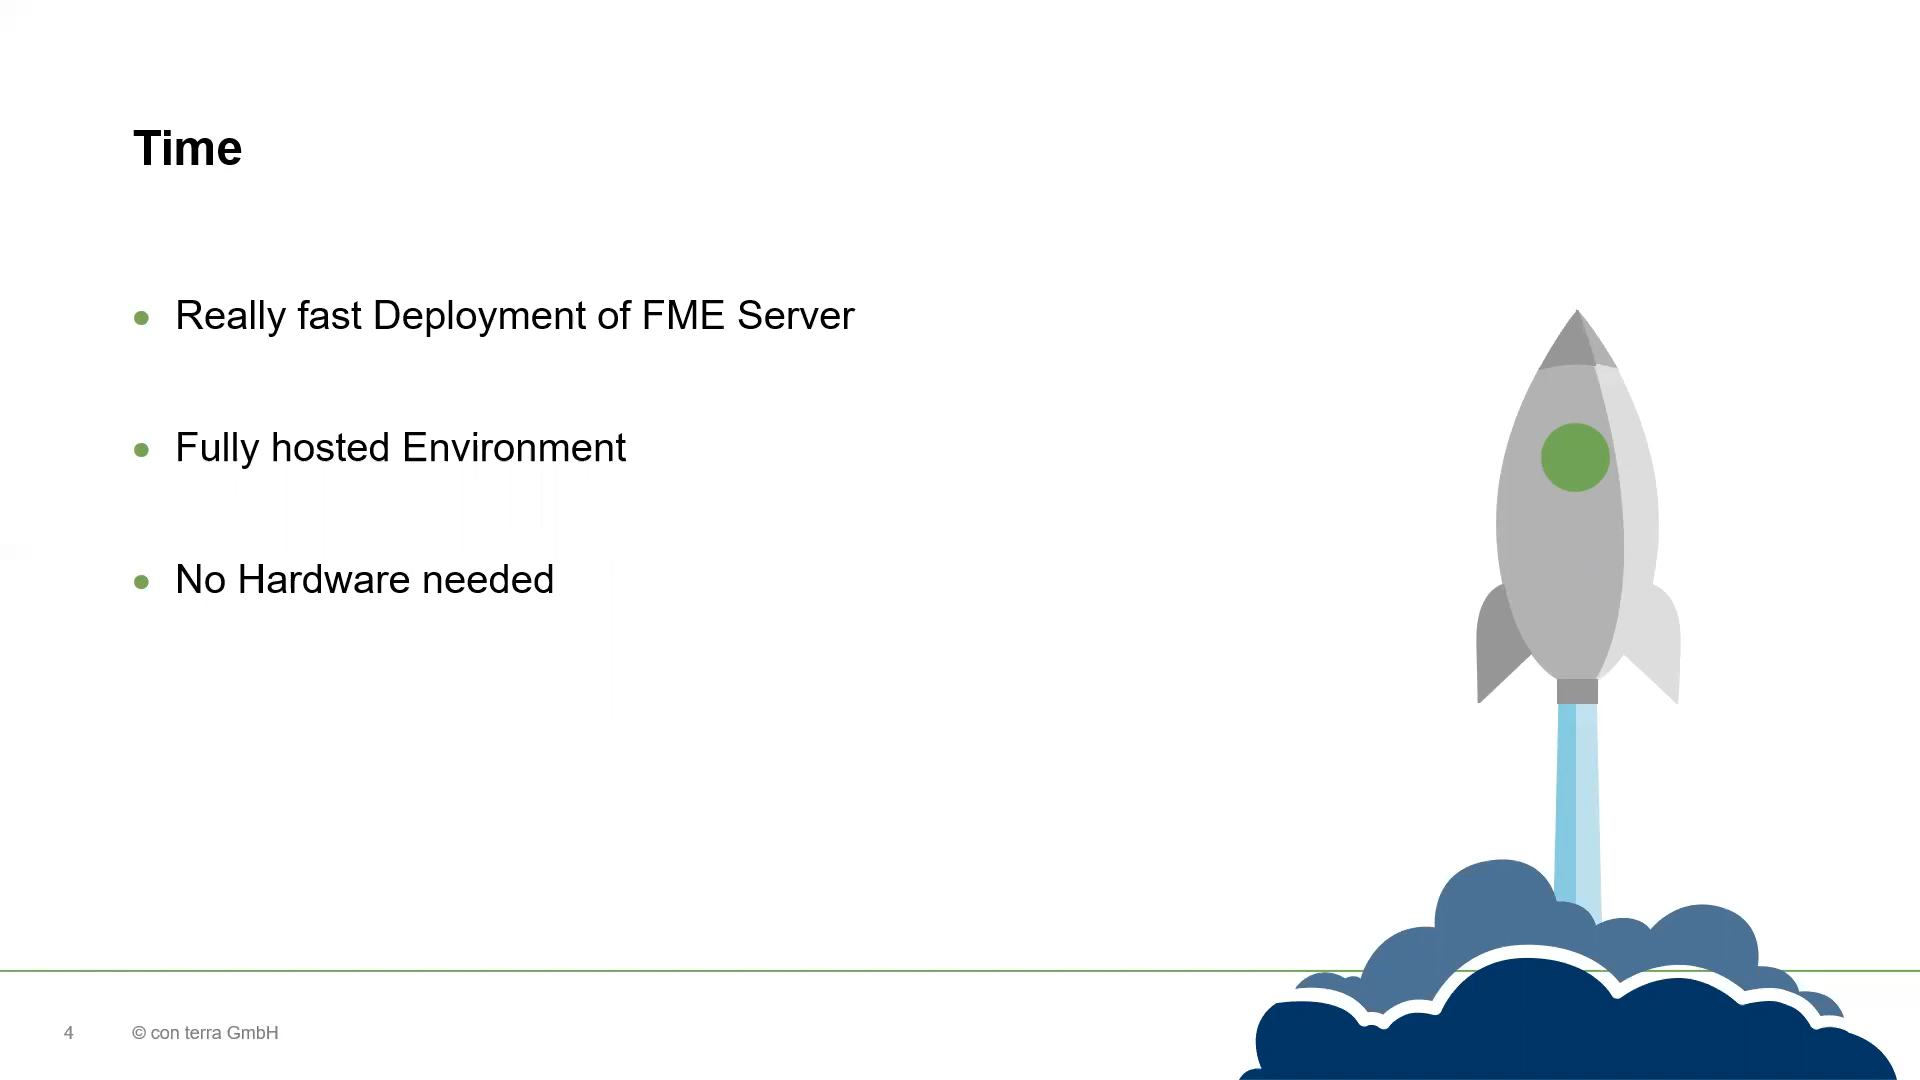 Time
Really fast Deployment of FME Server
Fully hosted Environment
No Hardware needed
4
© con terra GmbH